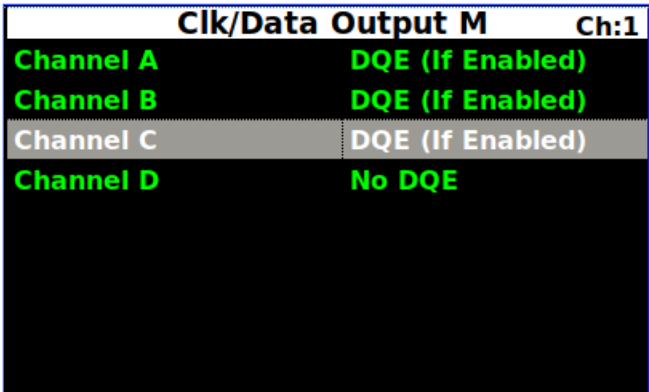 Clk/Data Output M Ch:1
Channel A DQE (If Enabled)
Channel B DQE (If Enabled)
Channel C DQE (If Enabled)
Channel D No DQE